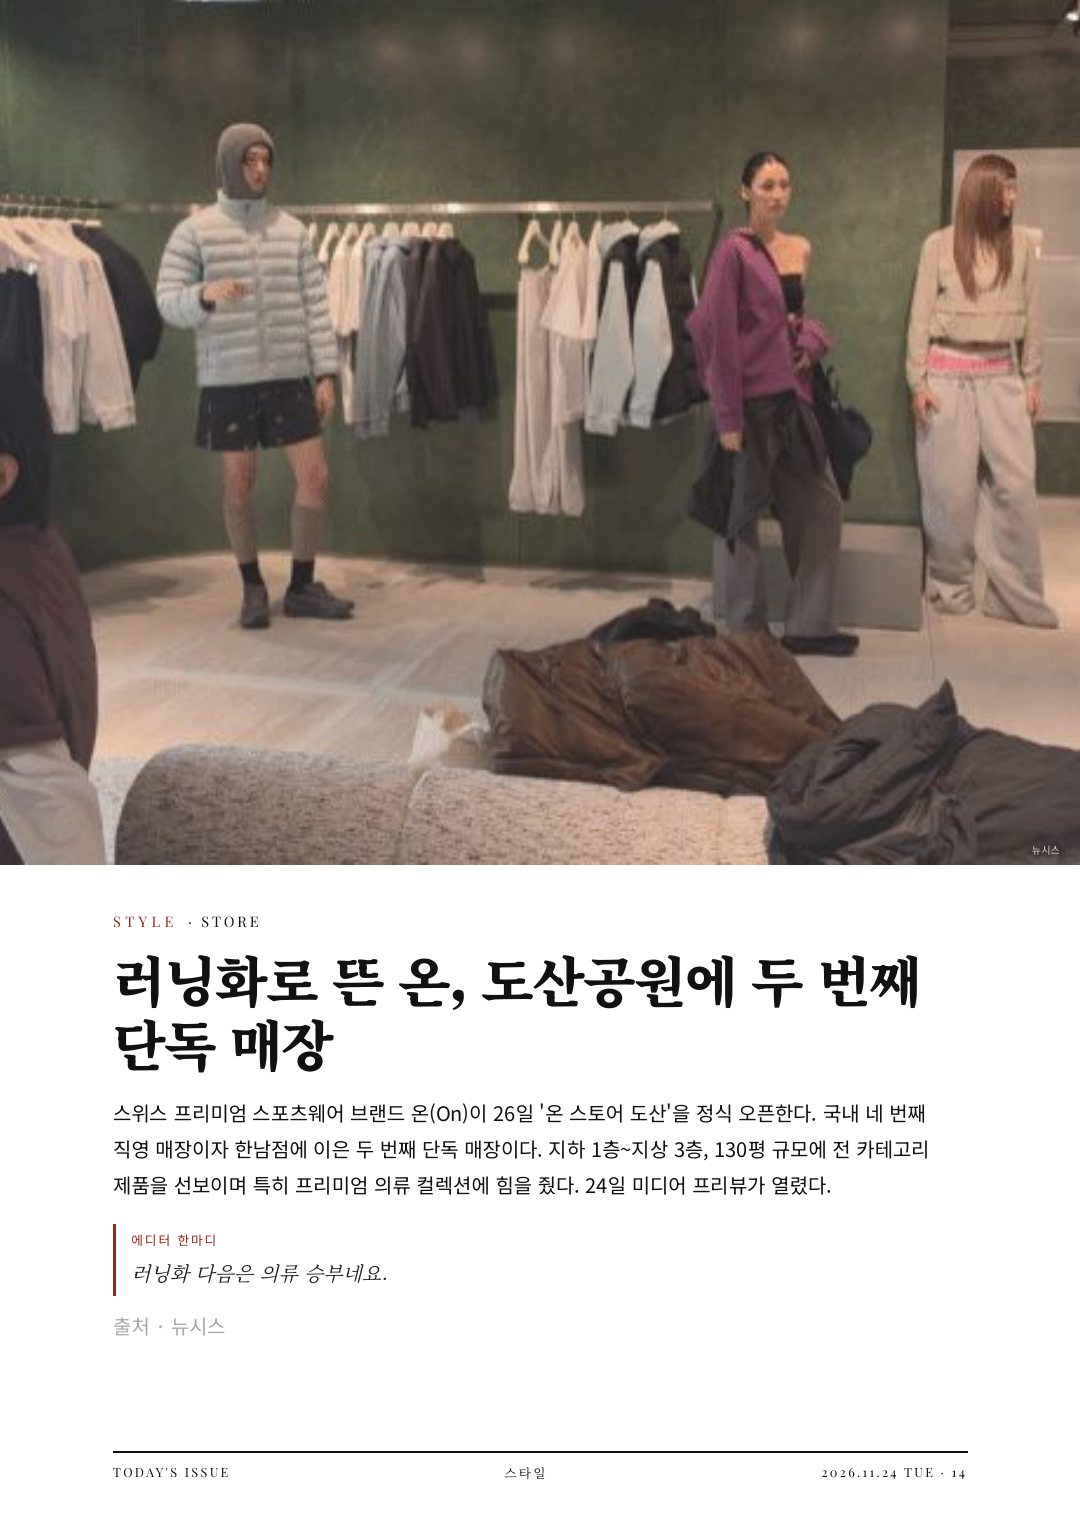 뉴시스
STYLE · STORE
러닝화로 뜬 온, 도산공원에 두 번째
단독 매장
스위스 프리미엄 스포츠웨어 브랜드 온(On)이 26일 '온 스토어 도산'을 정식 오픈한다. 국내 네 번째
직영 매장이자 한남점에 이은 두 번째 단독 매장이다. 지하 1층~지상 3층, 130평 규모에 전 카테고리
제품을 선보이며 특히 프리미엄 의류 컬렉션에 힘을 줬다. 24일 미디어 프리뷰가 열렸다.
에디터 한마디
러닝화 다음은 의류 승부네요.
출처 · 뉴시스
TODAY'S ISSUE
스타일
2026.11.24 TUE · 14